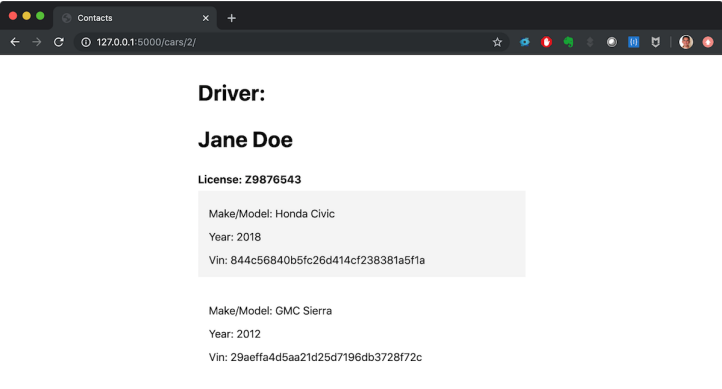 Contacts
127.0.0.1:5000/cars/2/
Driver:
Jane Doe
License: Z9876543
Make/Model: Honda Civic
Year: 2018
Vin: 844c56840b5fc26d414cf238381a5f1a
Make/Model: GMC Sierra
Year: 2012
Vin: 29aeffa4d5aa21d25d7196db3728f72c